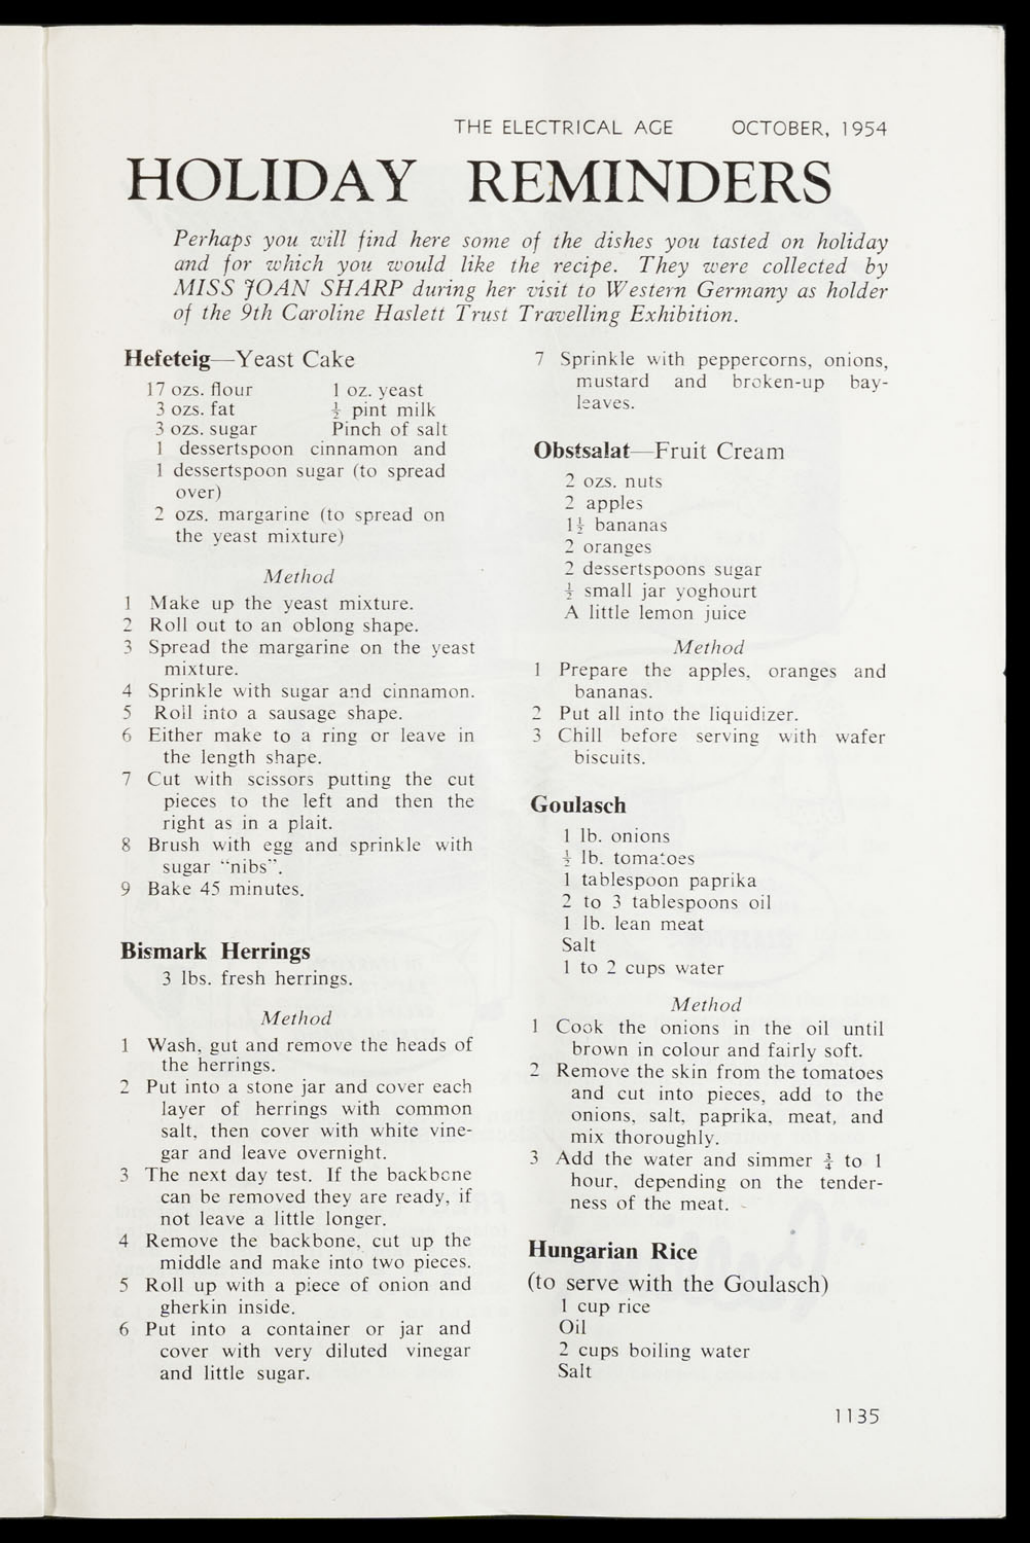 THE ELECTRICAL AGE OCTOBER, 1954
HOLIDAY REMINDERS
Perhaps you will find here some of the dishes you tasted on holiday
and for which you would like the recipe. They were collected by
MISS JOAN SHARP during her visit to Western Germany as holder
of the 9th Caroline Haslett Trust Travelling Exhibition.
Hefeteig—Yeast Cake
17 ozs. flour 1 oz. yeast
3 ozs. fat ½ pint milk
3 ozs. sugar Pinch of salt
1 dessertspoon cinnamon and
1 dessertspoon sugar (to spread
over)
2 ozs. margarine (to spread on
the yeast mixture)
Method
1 Make up the yeast mixture.
2 Roll out to an oblong shape.
3 Spread the margarine on the yeast
mixture.
4 Sprinkle with sugar and cinnamon.
5 Roll into a sausage shape.
6 Either make to a ring or leave in
the length shape.
7 Cut with scissors putting the cut
pieces to the left and then the
right as in a plait.
8 Brush with egg and sprinkle with
sugar "nibs".
9 Bake 45 minutes.
Bismark Herrings
3 lbs. fresh herrings.
Method
1 Wash, gut and remove the heads of
the herrings.
2 Put into a stone jar and cover each
layer of herrings with common
salt, then cover with white vine-
gar and leave overnight.
3 The next day test. If the backbone
can be removed they are ready, if
not leave a little longer.
4 Remove the backbone, cut up the
middle and make into two pieces.
5 Roll up with a piece of onion and
gherkin inside.
6 Put into a container or jar and
cover with very diluted vinegar
and little sugar.
7 Sprinkle with peppercorns, onions,
mustard and broken-up bay-
leaves.
Obstsalat—Fruit Cream
2 ozs. nuts
2 apples
1½ bananas
2 oranges
2 dessertspoons sugar
½ small jar yoghourt
A little lemon juice
Method
1 Prepare the apples, oranges and
bananas.
2 Put all into the liquidizer.
3 Chill before serving with wafer
biscuits.
Goulasch
1 lb. onions
½ lb. tomatoes
1 tablespoon paprika
2 to 3 tablespoons oil
1 lb. lean meat
Salt
1 to 2 cups water
Method
1 Cook the onions in the oil until
brown in colour and fairly soft.
2 Remove the skin from the tomatoes
and cut into pieces, add to the
onions, salt, paprika, meat, and
mix thoroughly.
3 Add the water and simmer ¾ to 1
hour, depending on the tender-
ness of the meat.
Hungarian Rice
(to serve with the Goulasch)
1 cup rice
Oil
2 cups boiling water
Salt
1135